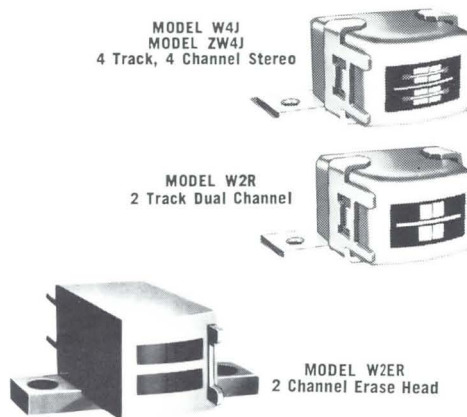 MODEL W4J
MODEL ZW4J
4 Track, 4 Channel Stereo
MODEL W2R
2 Track Dual Channel
MODEL W2ER
2 Channel Erase Head